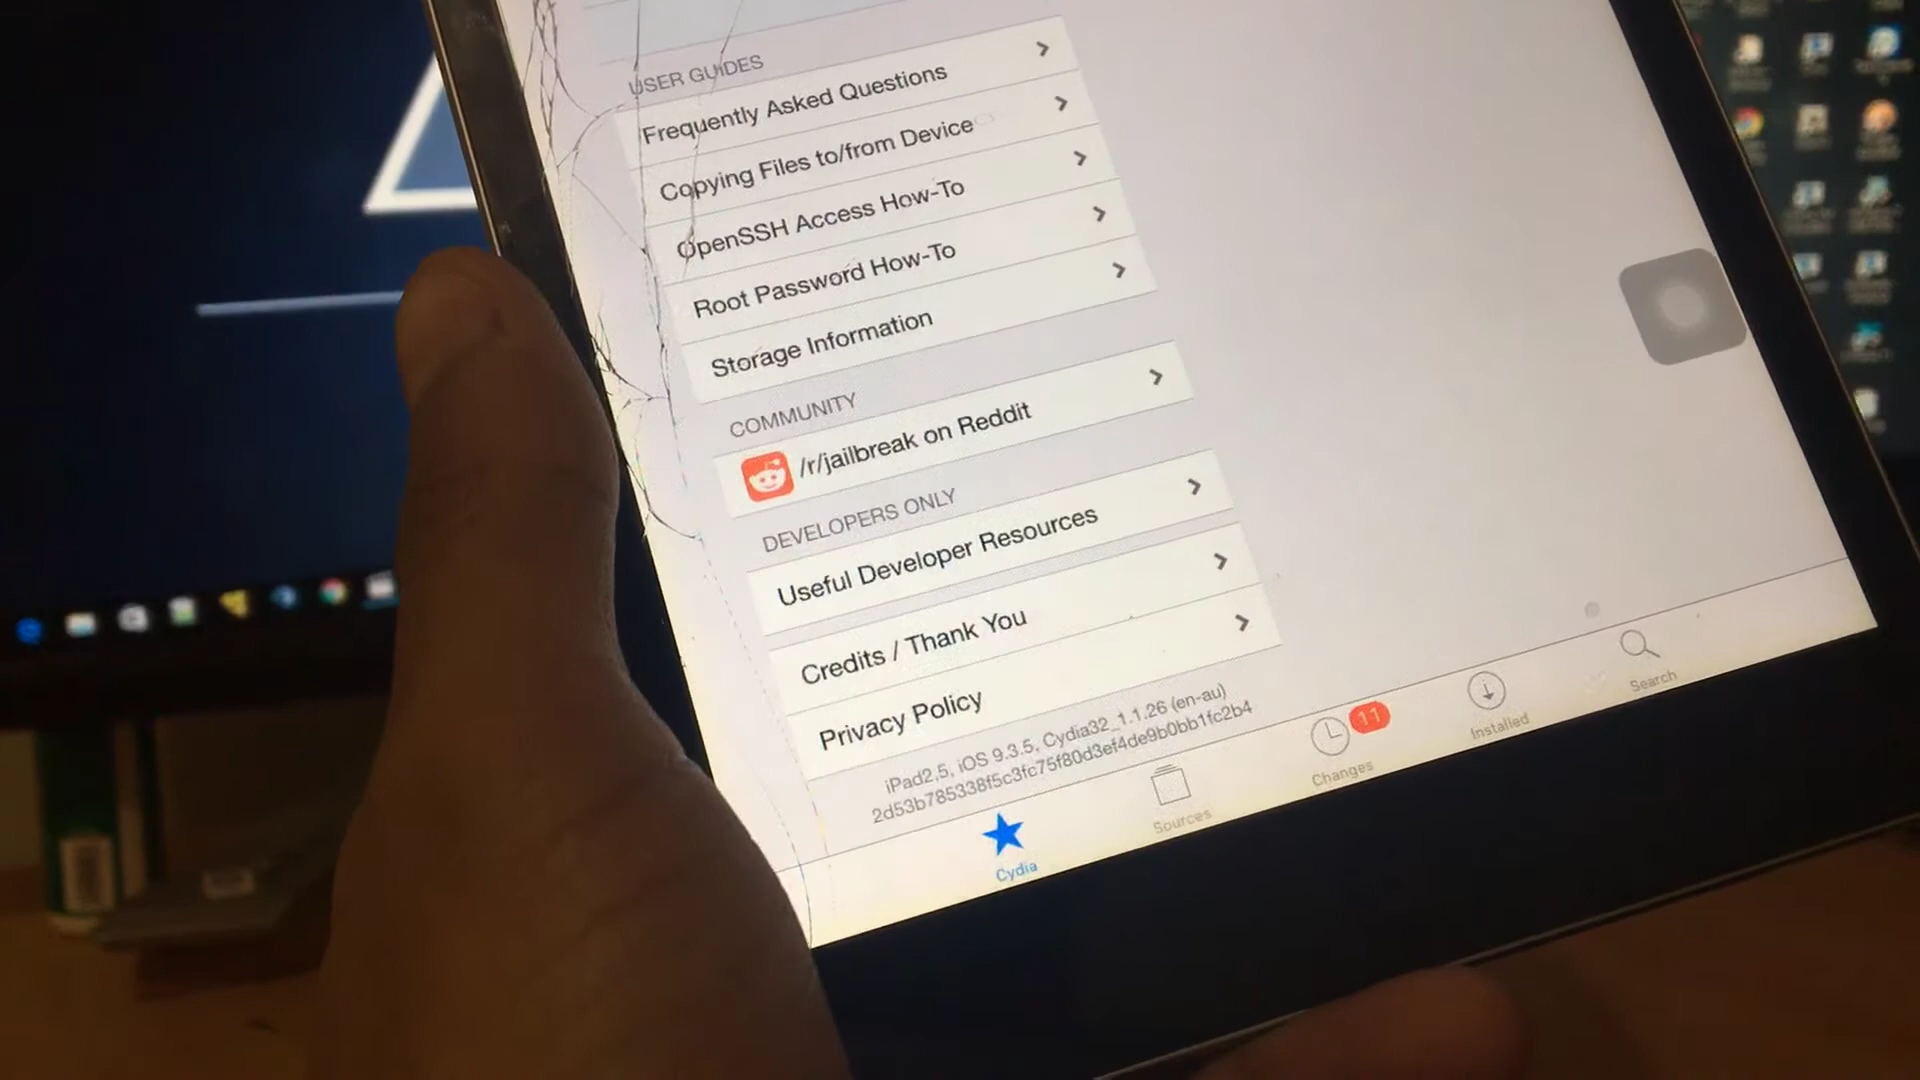 USER GUIDES
Frequently Asked Questions
Copying Files to/from Device
OpenSSH Access How-To
Root Password How-To
Storage Information
COMMUNITY
/r/jailbreak on Reddit
DEVELOPERS ONLY
Useful Developer Resources
Credits / Thank You
Privacy Policy
iPad2,5, iOS 9.3.5, Cydia32_1.1.26 (en-au)
2d53b785338f5c3fc75f80d3ef4de9b0bb1fc2b4
Cydia
Sources
Changes
11
Installed
Search